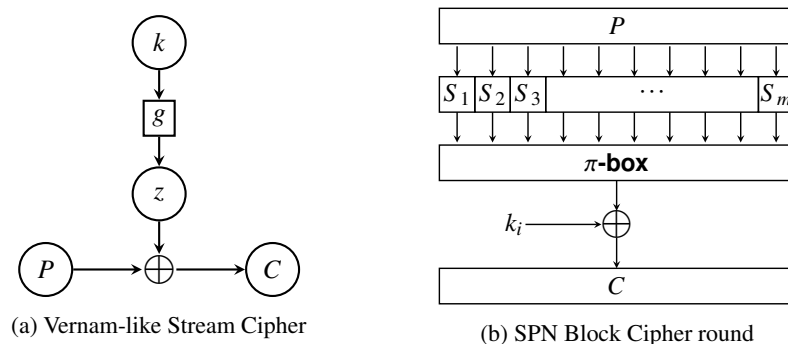 k
g
z
P
C
(a) Vernam-like Stream Cipher
P
S₁ S₂ S₃ ⋯ Sₘ
π-box
kᵢ
C
(b) SPN Block Cipher round